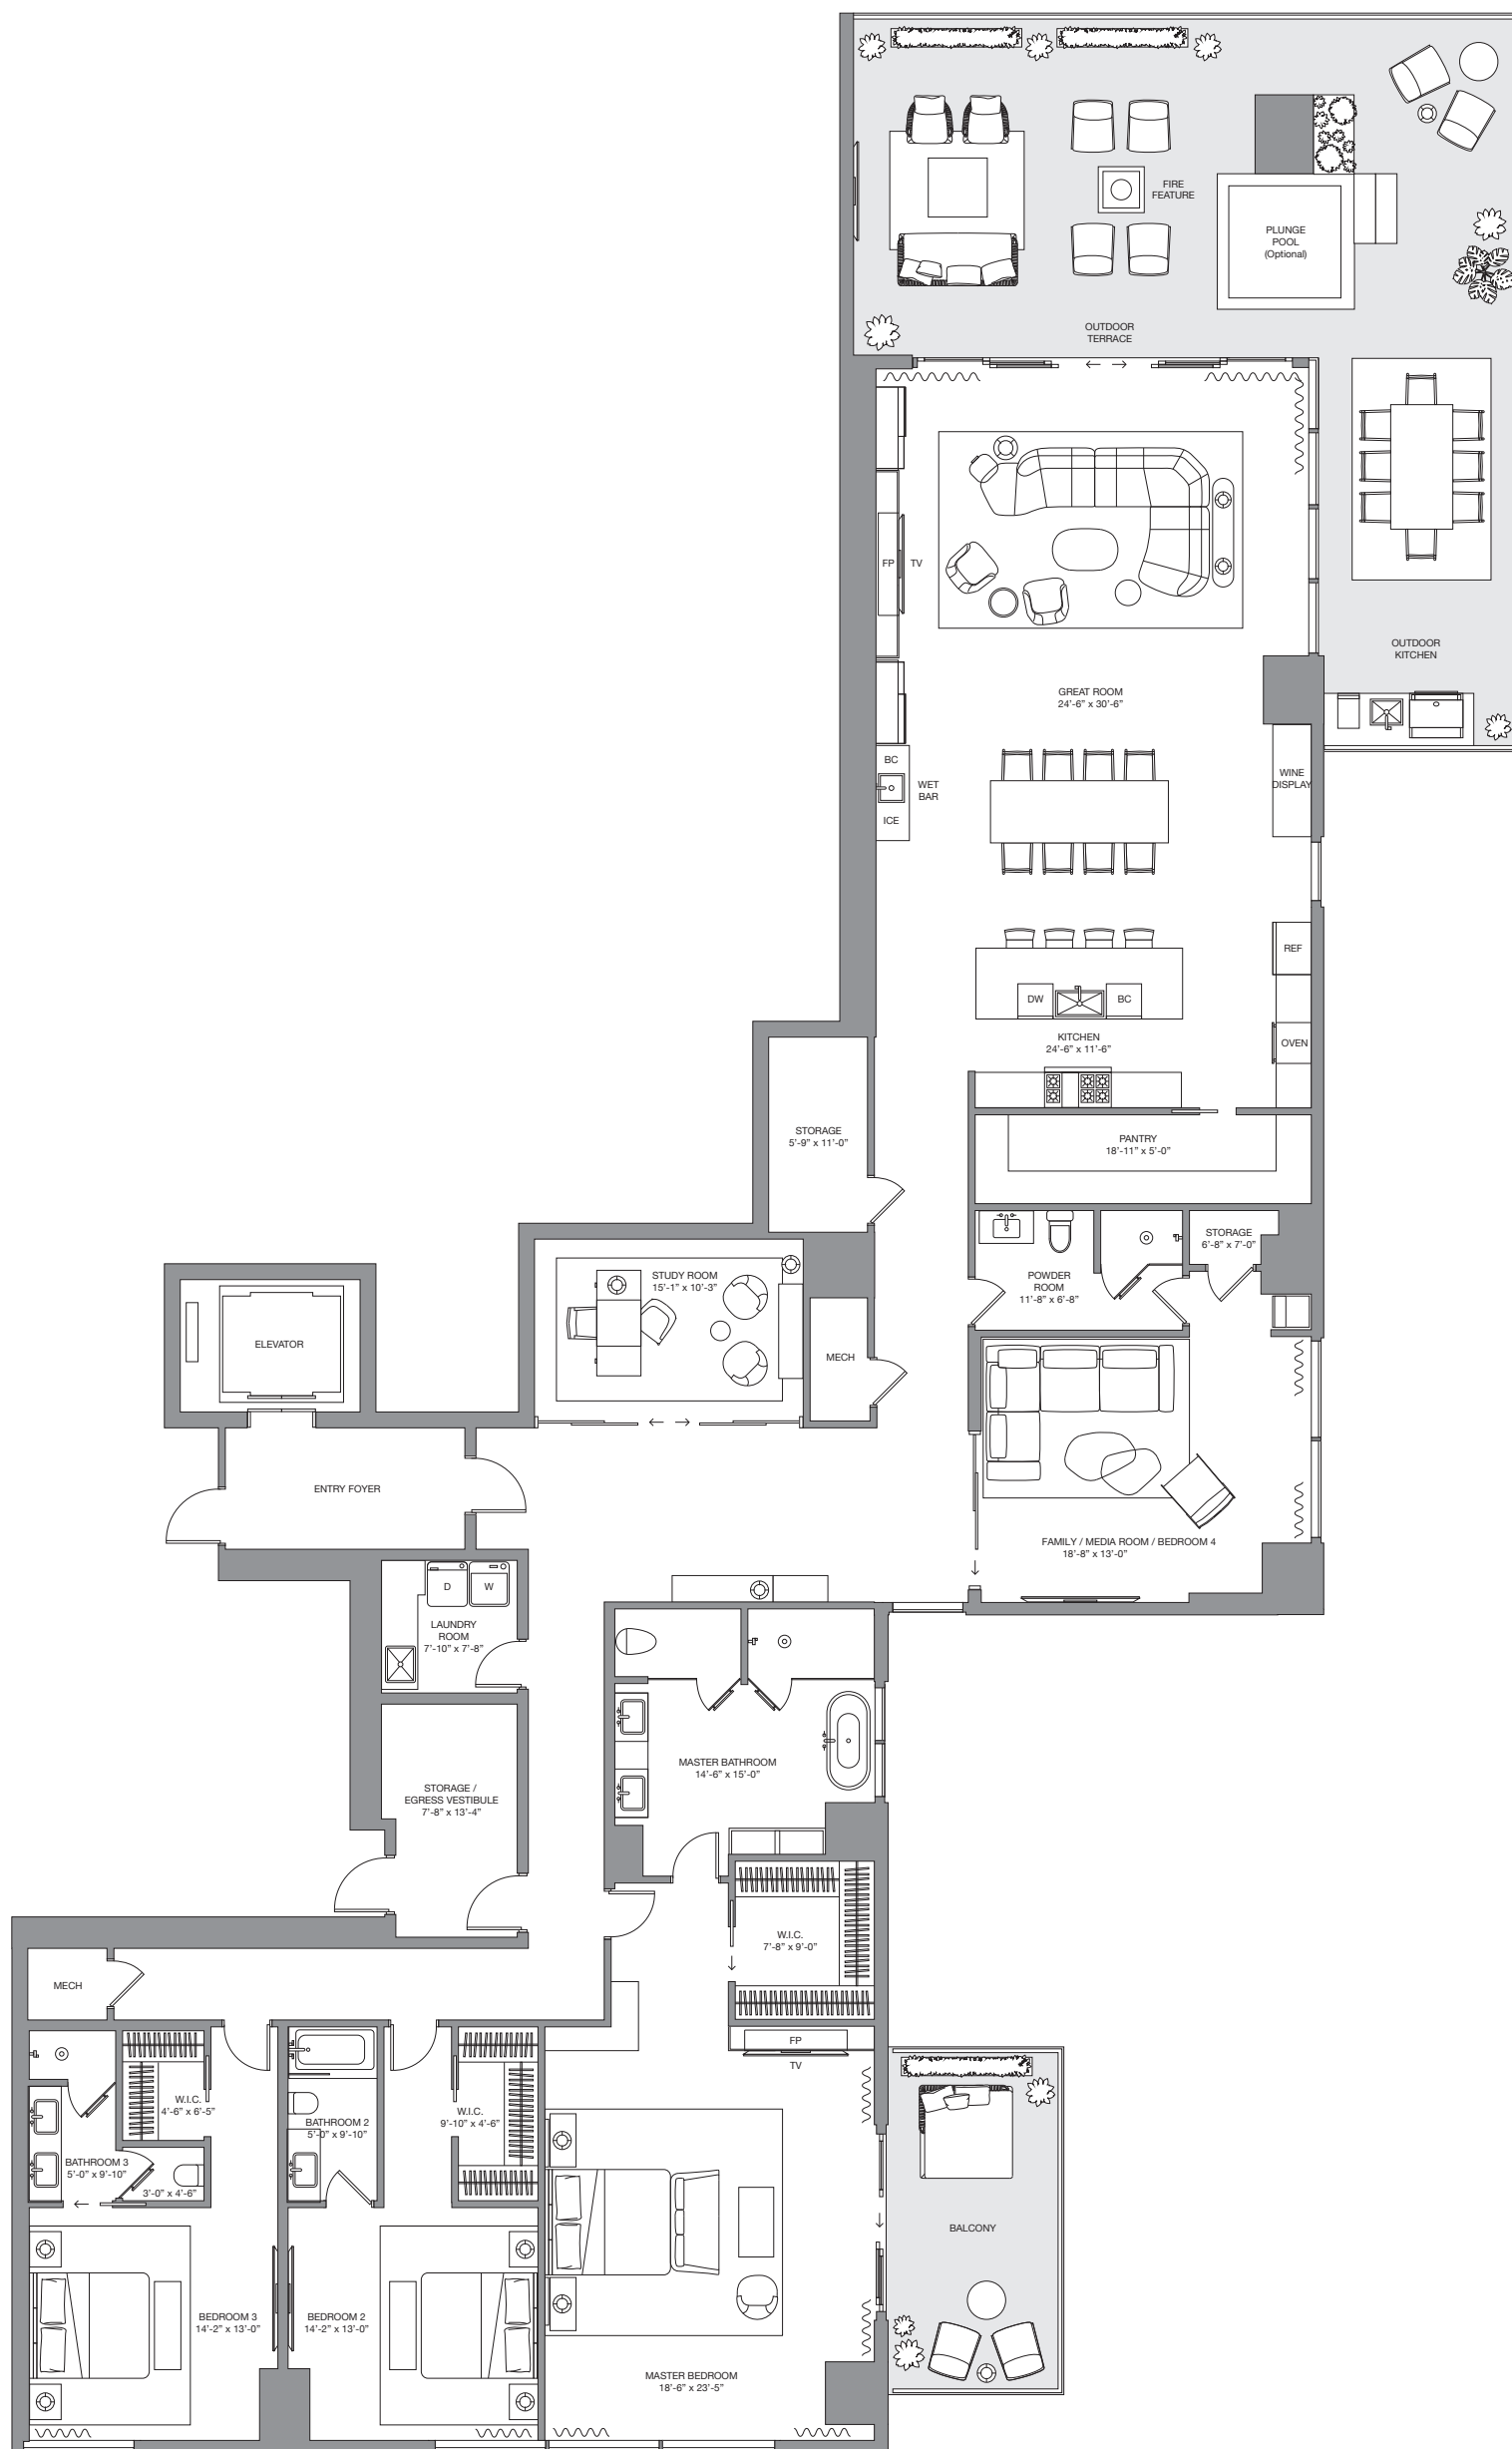 FIRE
FEATURE
PLUNGE
POOL
(Optional)
OUTDOOR
TERRACE
FP
TV
OUTDOOR
KITCHEN
GREAT ROOM
24'-6" x 30'-6"
BC
WET
BAR
ICE
WINE
DISPLAY
REF
DW
BC
KITCHEN
24'-6" x 11'-6"
OVEN
STORAGE
5'-9" x 11'-0"
PANTRY
18'-11" x 5'-0"
STORAGE
6'-8" x 7'-0"
STUDY ROOM
15'-1" x 10'-3"
POWDER
ROOM
11'-8" x 6'-8"
ELEVATOR
MECH
ENTRY FOYER
FAMILY / MEDIA ROOM / BEDROOM 4
18'-8" x 13'-0"
D
W
LAUNDRY
ROOM
7'-10" x 7'-8"
MASTER BATHROOM
14'-6" x 15'-0"
STORAGE /
EGRESS VESTIBULE
7'-8" x 13'-4"
W.I.C.
7'-8" x 9'-0"
MECH
FP
TV
W.I.C.
4'-6" x 6'-5"
BATHROOM 2
5'-0" x 9'-10"
W.I.C.
9'-10" x 4'-6"
BATHROOM 3
5'-0" x 9'-10"
3'-0" x 4'-6"
BALCONY
BEDROOM 3
14'-2" x 13'-0"
BEDROOM 2
14'-2" x 13'-0"
MASTER BEDROOM
18'-6" x 23'-5"